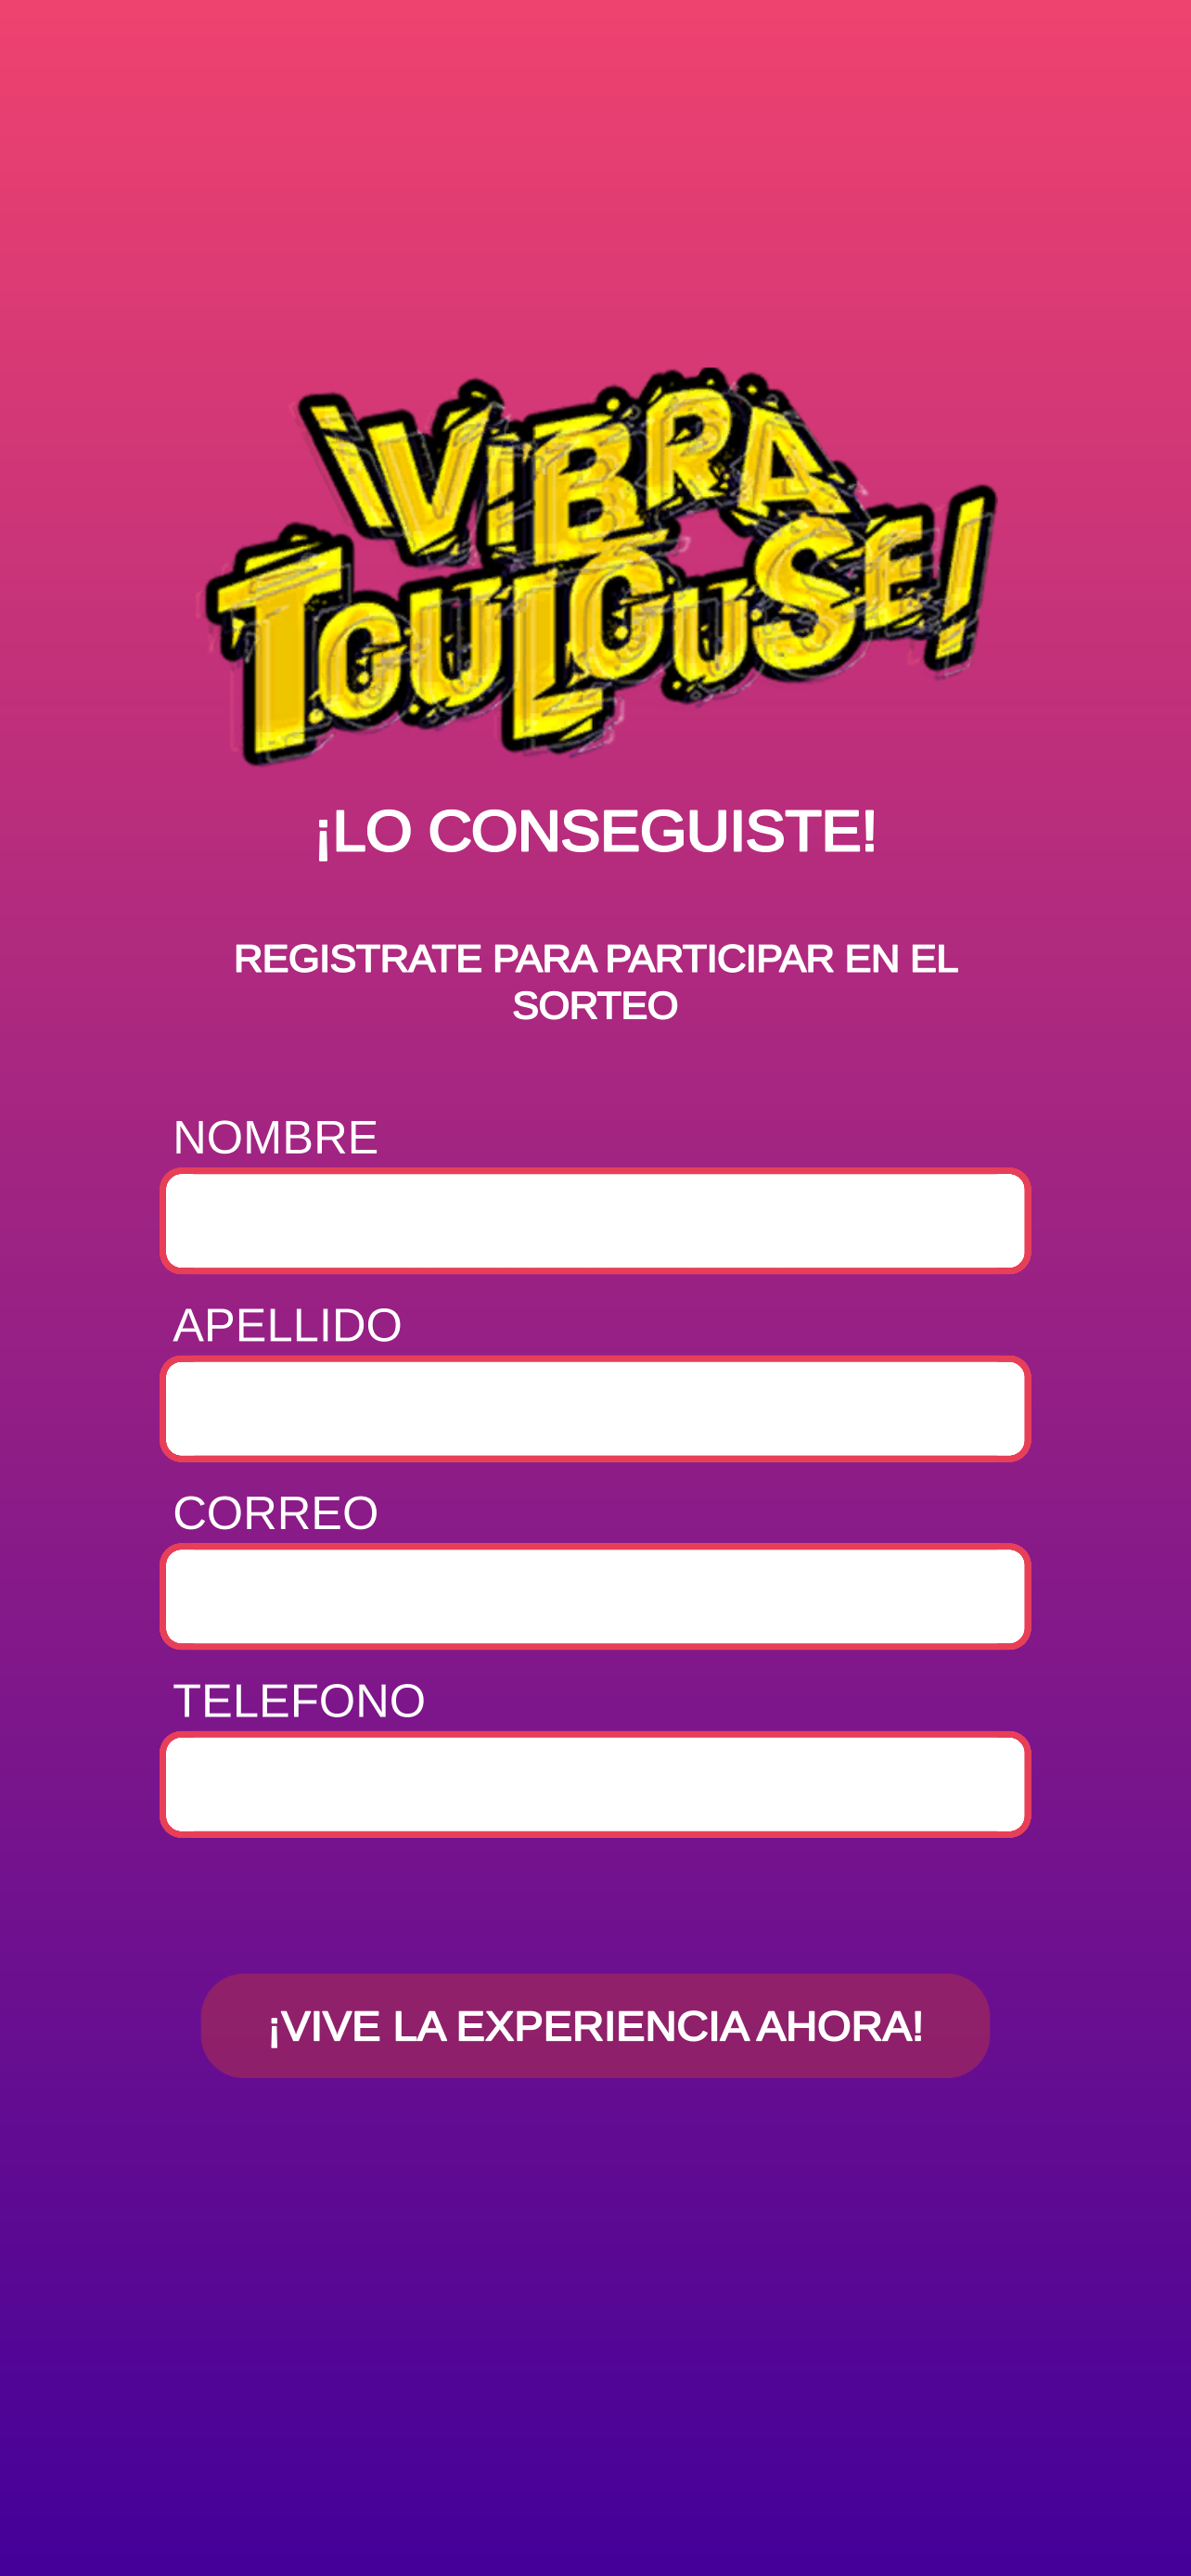 ¡VIBRA
TOULOUSE!
¡LO CONSEGUISTE!
REGISTRATE PARA PARTICIPAR EN EL
SORTEO
NOMBRE
APELLIDO
CORREO
TELEFONO
¡VIVE LA EXPERIENCIA AHORA!